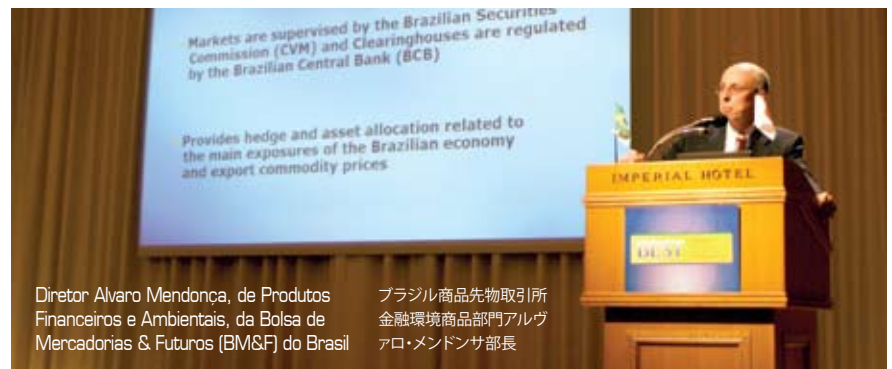 Markets are supervised by the Brazilian Securities
Commission (CVM) and Clearinghouses are regulated
by the Brazilian Central Bank (BCB)
Provides hedge and asset allocation related to
the main exposures of the Brazilian economy
and export commodity prices
IMPERIAL HOTEL
Diretor Alvaro Mendonça, de Produtos
Financeiros e Ambientais, da Bolsa de
Mercadorias & Futuros (BM&F) do Brasil
ブラジル商品先物取引所
金融環境商品部門アルヴ
ァロ・メンドンサ部長